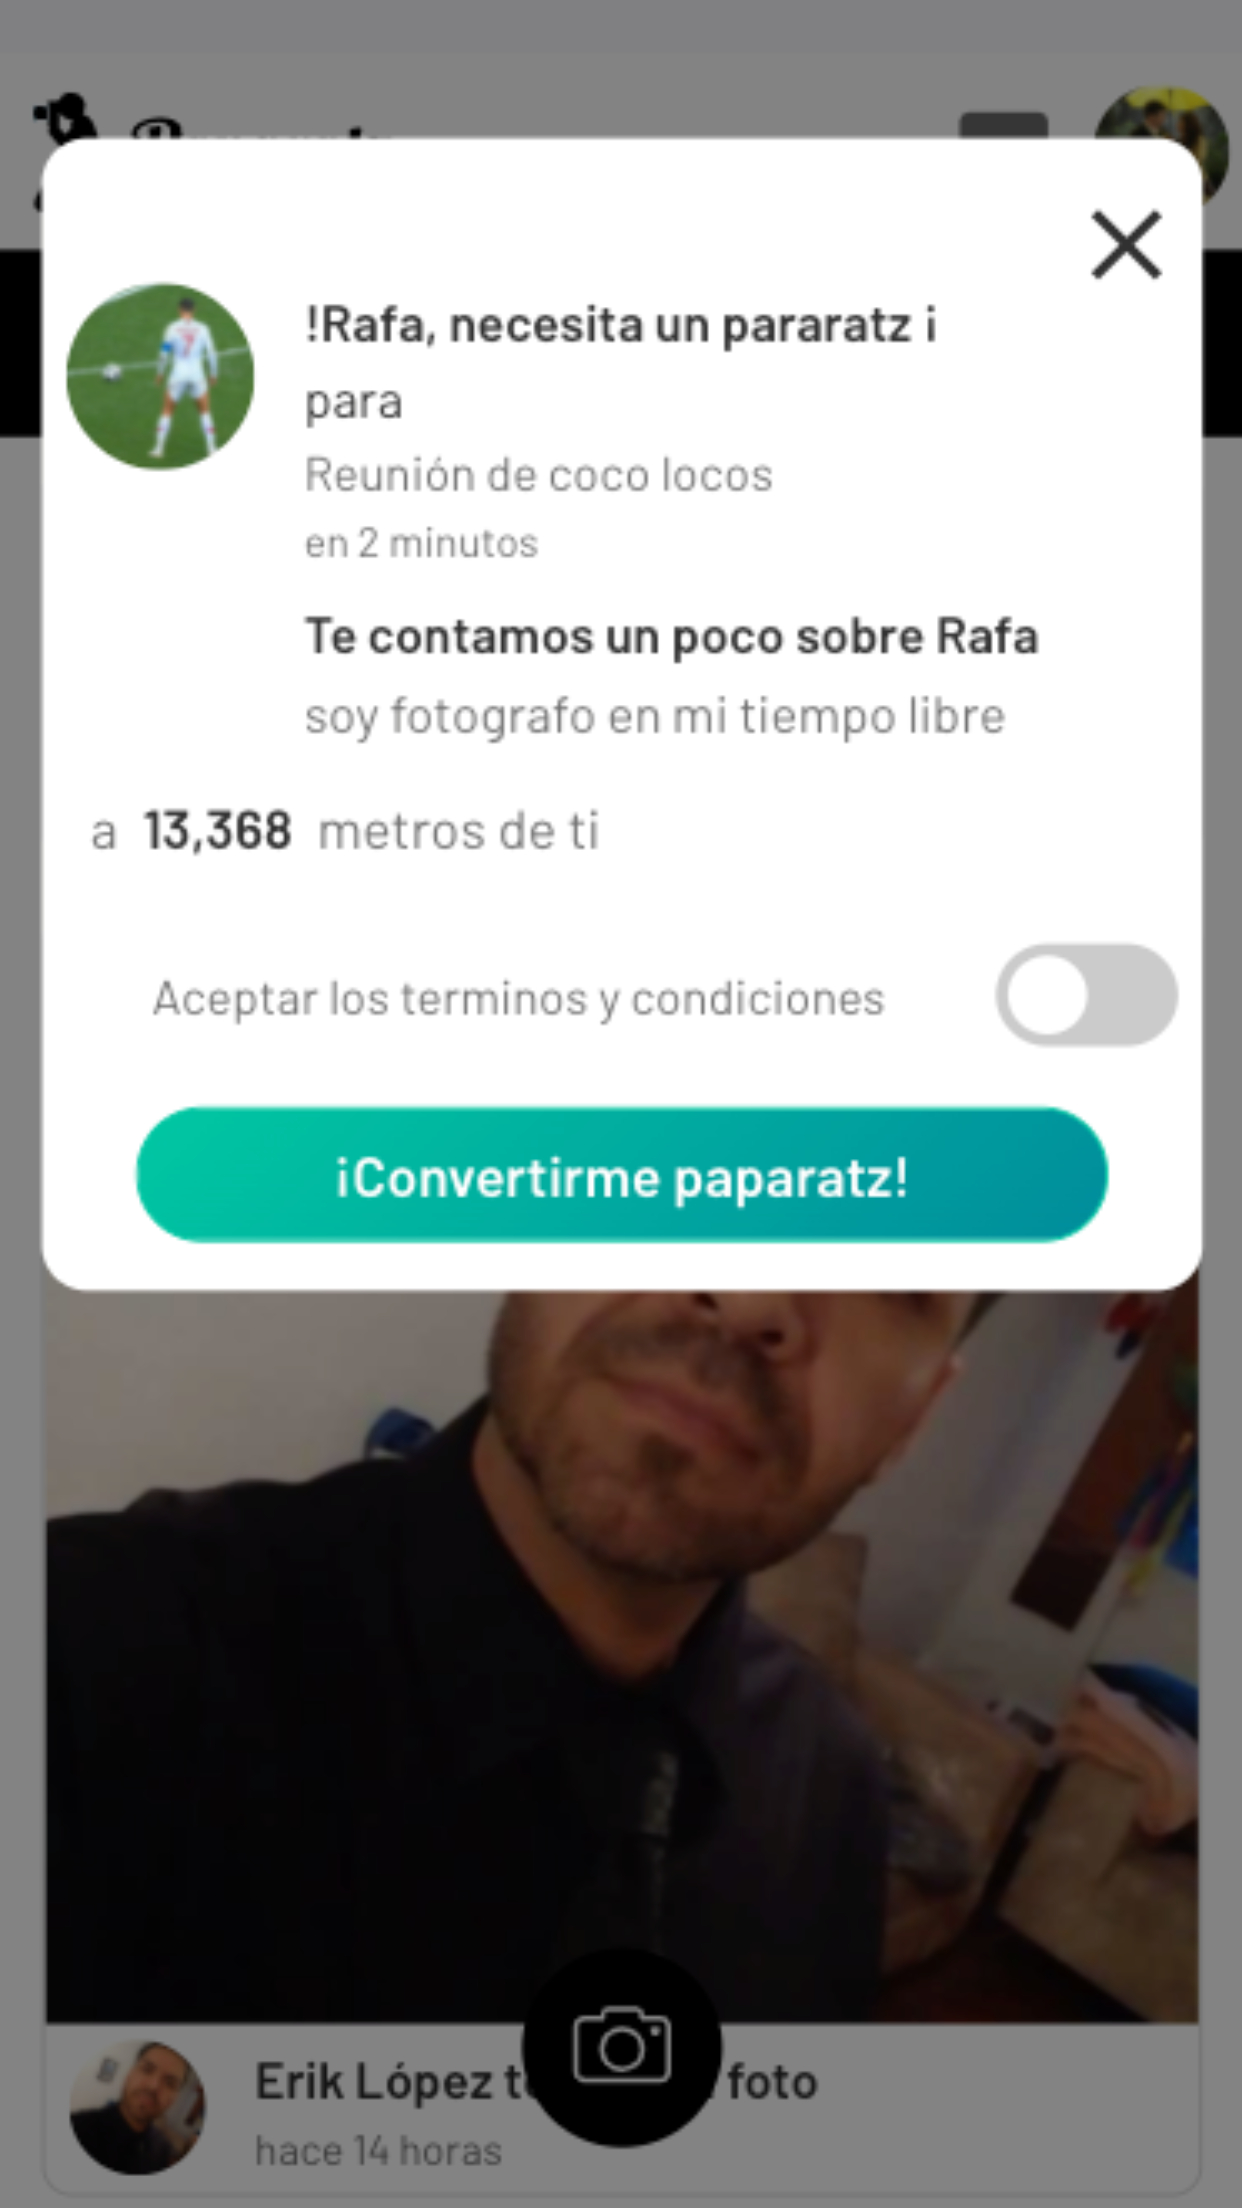 !Rafa, necesita un pararatz ¡
para
Reunión de coco locos
en 2 minutos
Te contamos un poco sobre Rafa
soy fotografo en mi tiempo libre
a 13,368 metros de ti
Aceptar los terminos y condiciones
¡Convertirme paparatz!
Erik López foto
hace 14 horas